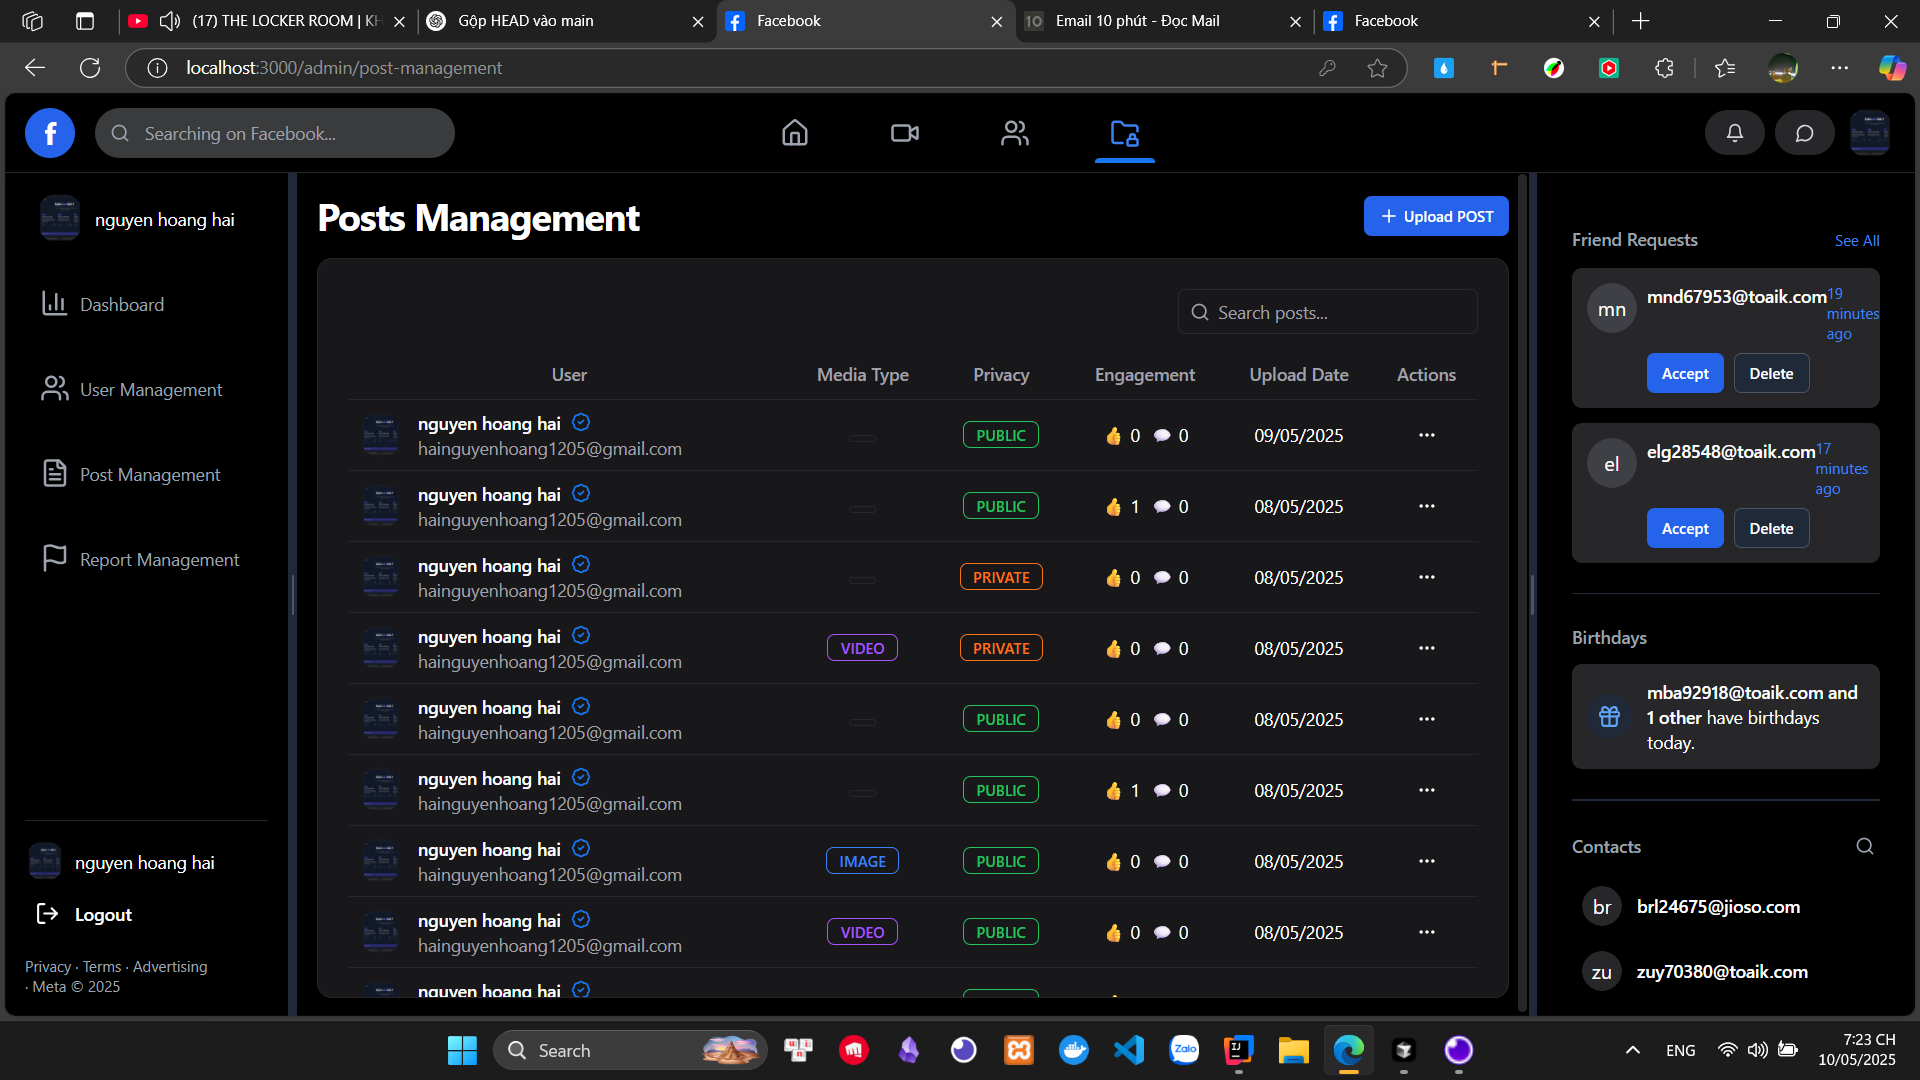 (17) THE LOCKER ROOM | KH
Gộp HEAD vào main
Facebook
10
Email 10 phút - Đọc Mail
Facebook
localhost:3000/admin/post-management
f
Searching on Facebook...
nguyen hoang hai
Dashboard
User Management
Post Management
Report Management
nguyen hoang hai
Logout
Privacy · Terms · Advertising
· Meta © 2025
Posts Management
Upload POST
Search posts...
User Media Type Privacy Engagement Upload Date Actions
nguyen hoang hai
hainguyenhoang1205@gmail.com
PUBLIC 👍 0 💬 0 09/05/2025 ···
nguyen hoang hai
hainguyenhoang1205@gmail.com
PUBLIC 👍 1 💬 0 08/05/2025 ···
nguyen hoang hai
hainguyenhoang1205@gmail.com
PRIVATE 👍 0 💬 0 08/05/2025 ···
nguyen hoang hai
hainguyenhoang1205@gmail.com
VIDEO PRIVATE 👍 0 💬 0 08/05/2025 ···
nguyen hoang hai
hainguyenhoang1205@gmail.com
PUBLIC 👍 0 💬 0 08/05/2025 ···
nguyen hoang hai
hainguyenhoang1205@gmail.com
PUBLIC 👍 1 💬 0 08/05/2025 ···
nguyen hoang hai
hainguyenhoang1205@gmail.com
IMAGE PUBLIC 👍 0 💬 0 08/05/2025 ···
nguyen hoang hai
hainguyenhoang1205@gmail.com
VIDEO PUBLIC 👍 0 💬 0 08/05/2025 ···
nguyen hoang hai
Friend Requests
See All
mn
mnd67953@toaik.com
19
minutes
ago
Accept
Delete
el
elg28548@toaik.com
17
minutes
ago
Accept
Delete
Birthdays
mba92918@toaik.com and
1 other have birthdays
today.
Contacts
br
brl24675@jioso.com
zu
zuy70380@toaik.com
Search
Zalo
IJ
ENG
7:23 CH
10/05/2025